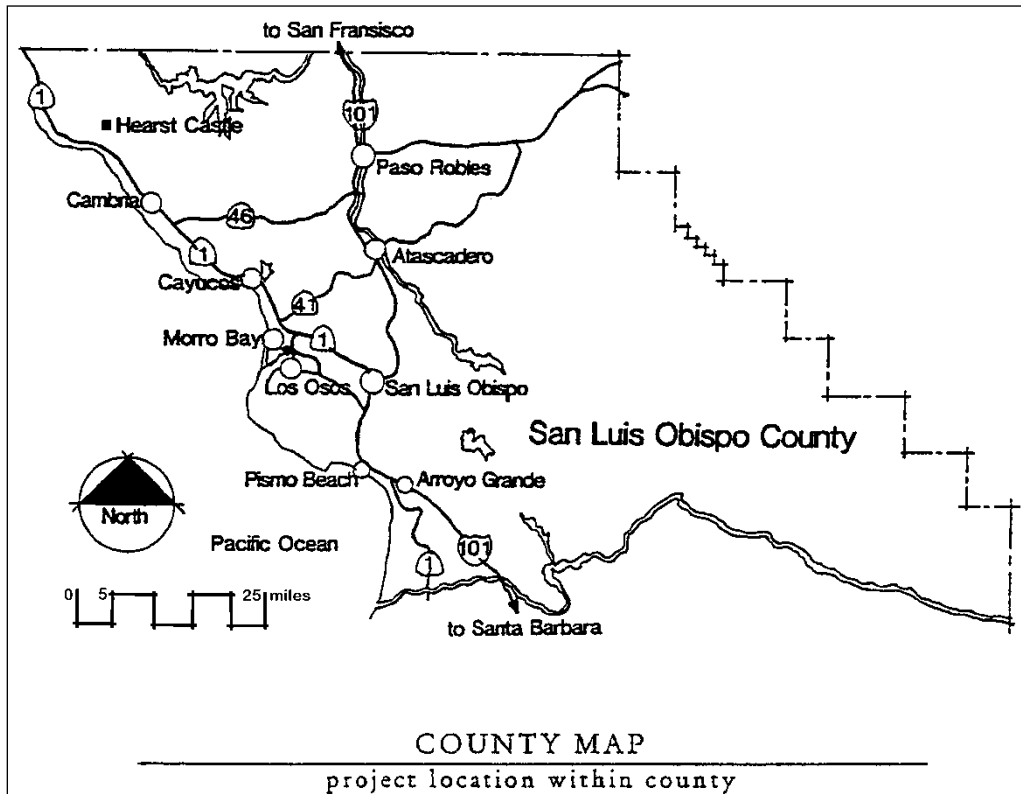 to San Fransisco
1
101
Hearst Castle
Paso Robles
Cambria
46
1
Atascadero
Cayucos
41
Morro Bay
1
Los Osos
San Luis Obispo
San Luis Obispo County
Pismo Beach
Arroyo Grande
North
Pacific Ocean
101
1
0 5 25 miles
to Santa Barbara
COUNTY MAP
project location within county